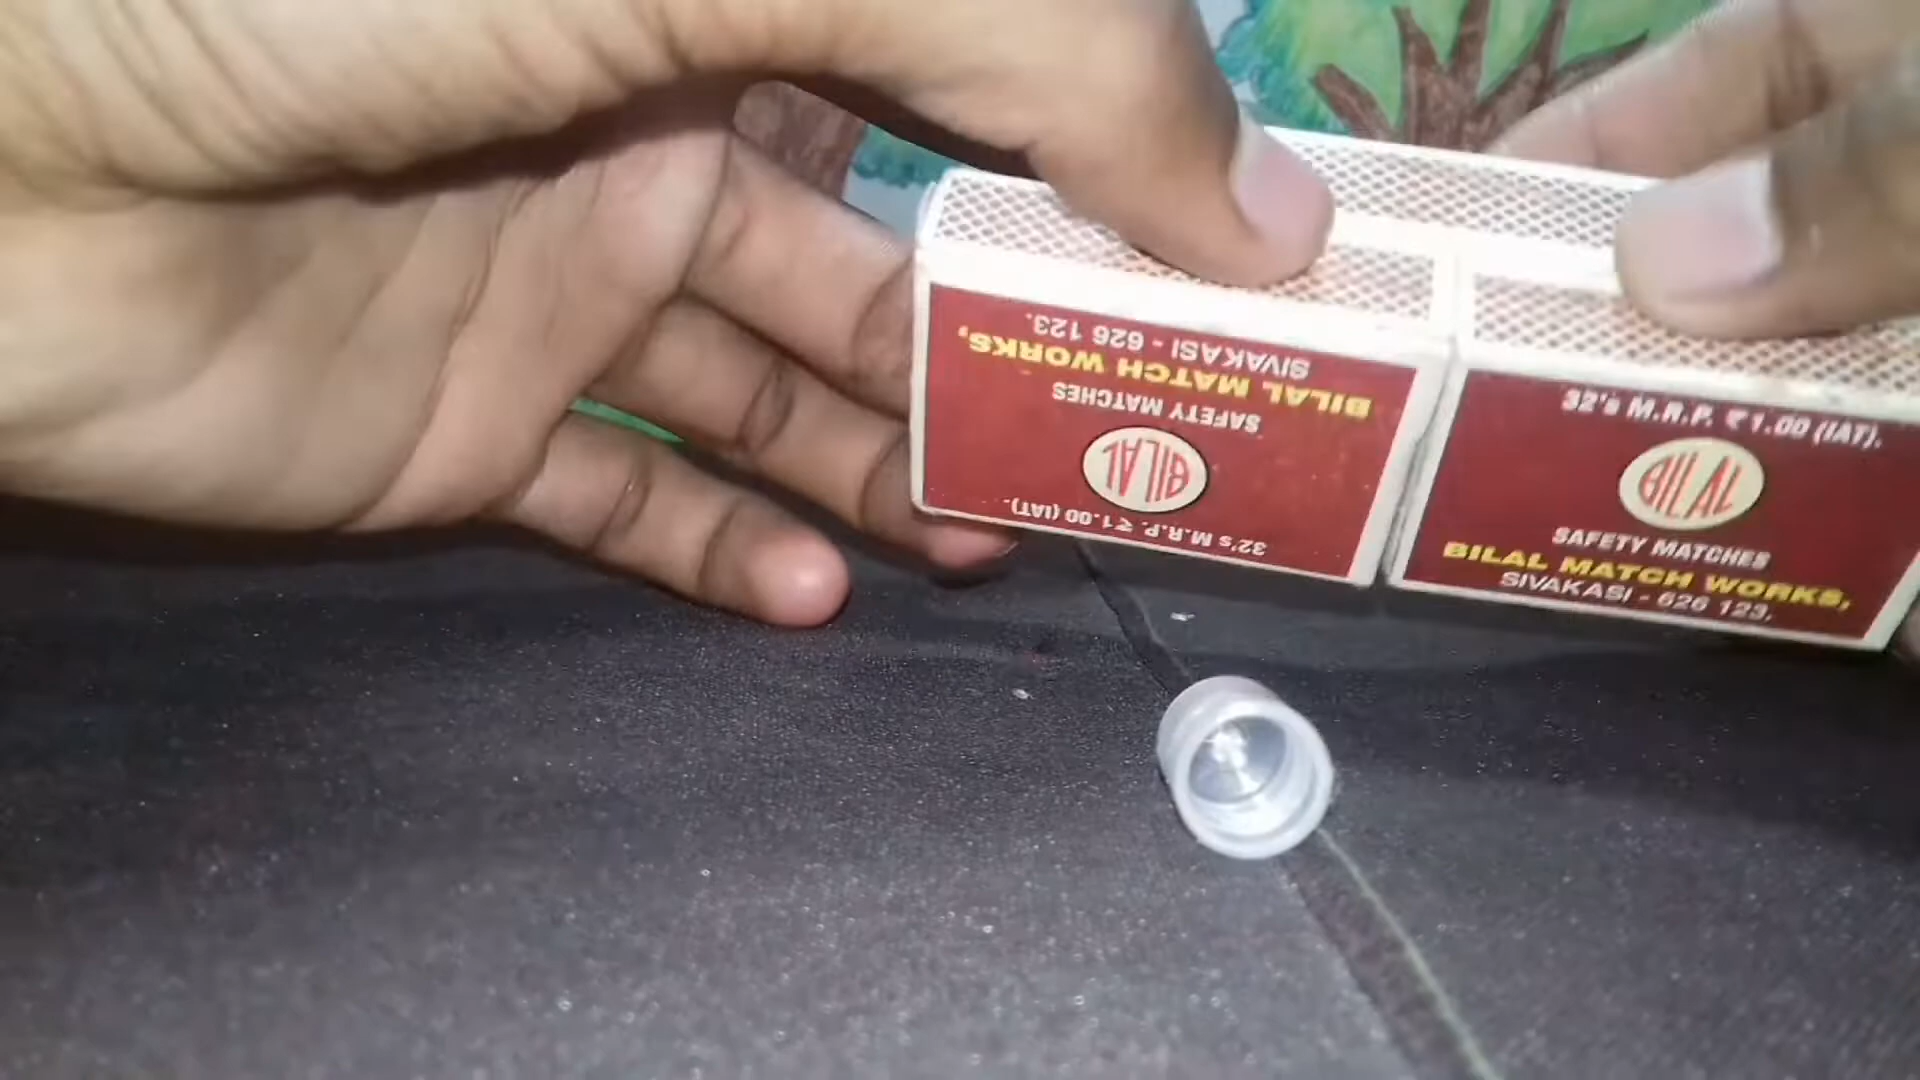 SIVAKASI - 626 123.
BILAL MATCH WORKS,
SAFETY MATCHES
BILAL
32's M.R.P. ₹1.00 (IAT).
32's M.R.P. ₹1.00 (IAT).
BILAL
SAFETY MATCHES
BILAL MATCH WORKS,
SIVAKASI - 626 123.